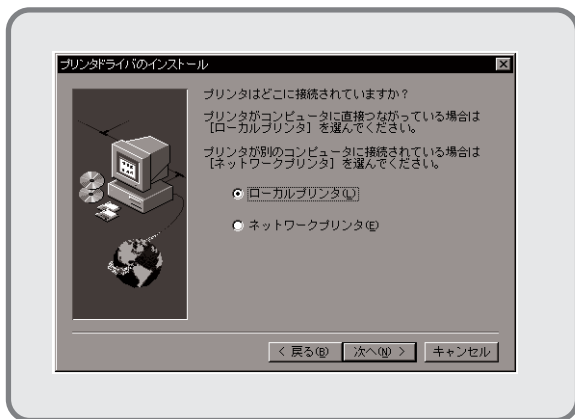 プリンタドライバのインストール
プリンタはどこに接続されていますか？
プリンタがコンピュータに直接つながっている場合は
［ローカルプリンタ］を選んでください。
プリンタが別のコンピュータに接続されている場合は
［ネットワークプリンタ］を選んでください。
ローカルプリンタ(L)
ネットワークプリンタ(E)
< 戻る(B) 次へ(N) > キャンセル